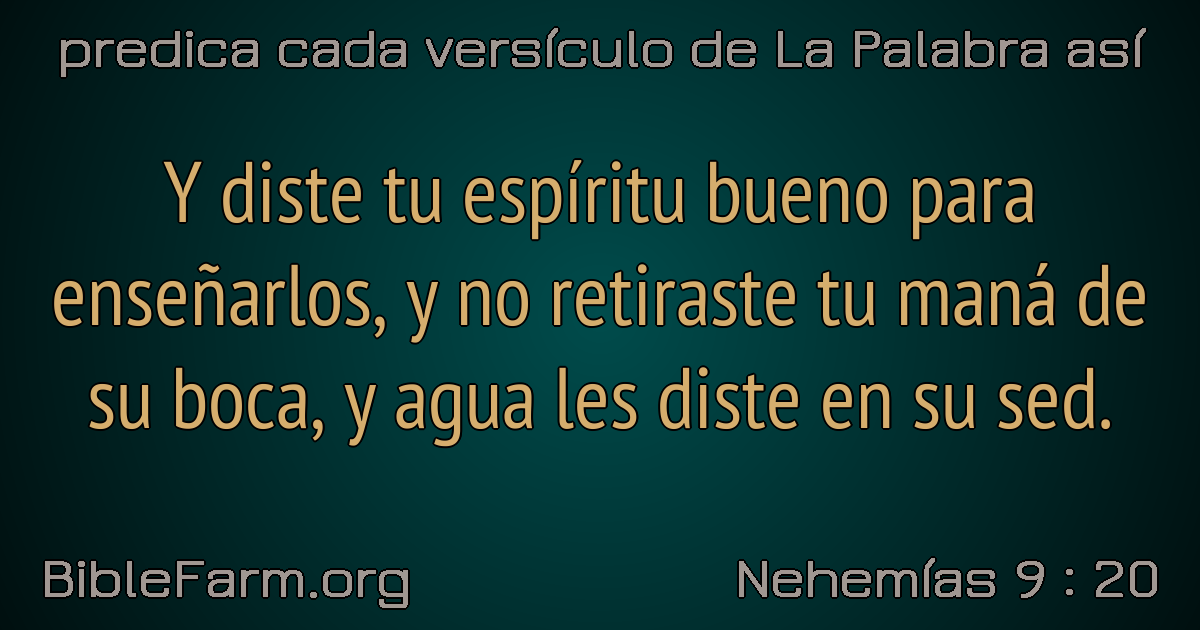 predica cada versículo de La Palabra así
Y diste tu espíritu bueno para
enseñarlos, y no retiraste tu maná de
su boca, y agua les diste en su sed.
BibleFarm.org
Nehemías 9 : 20